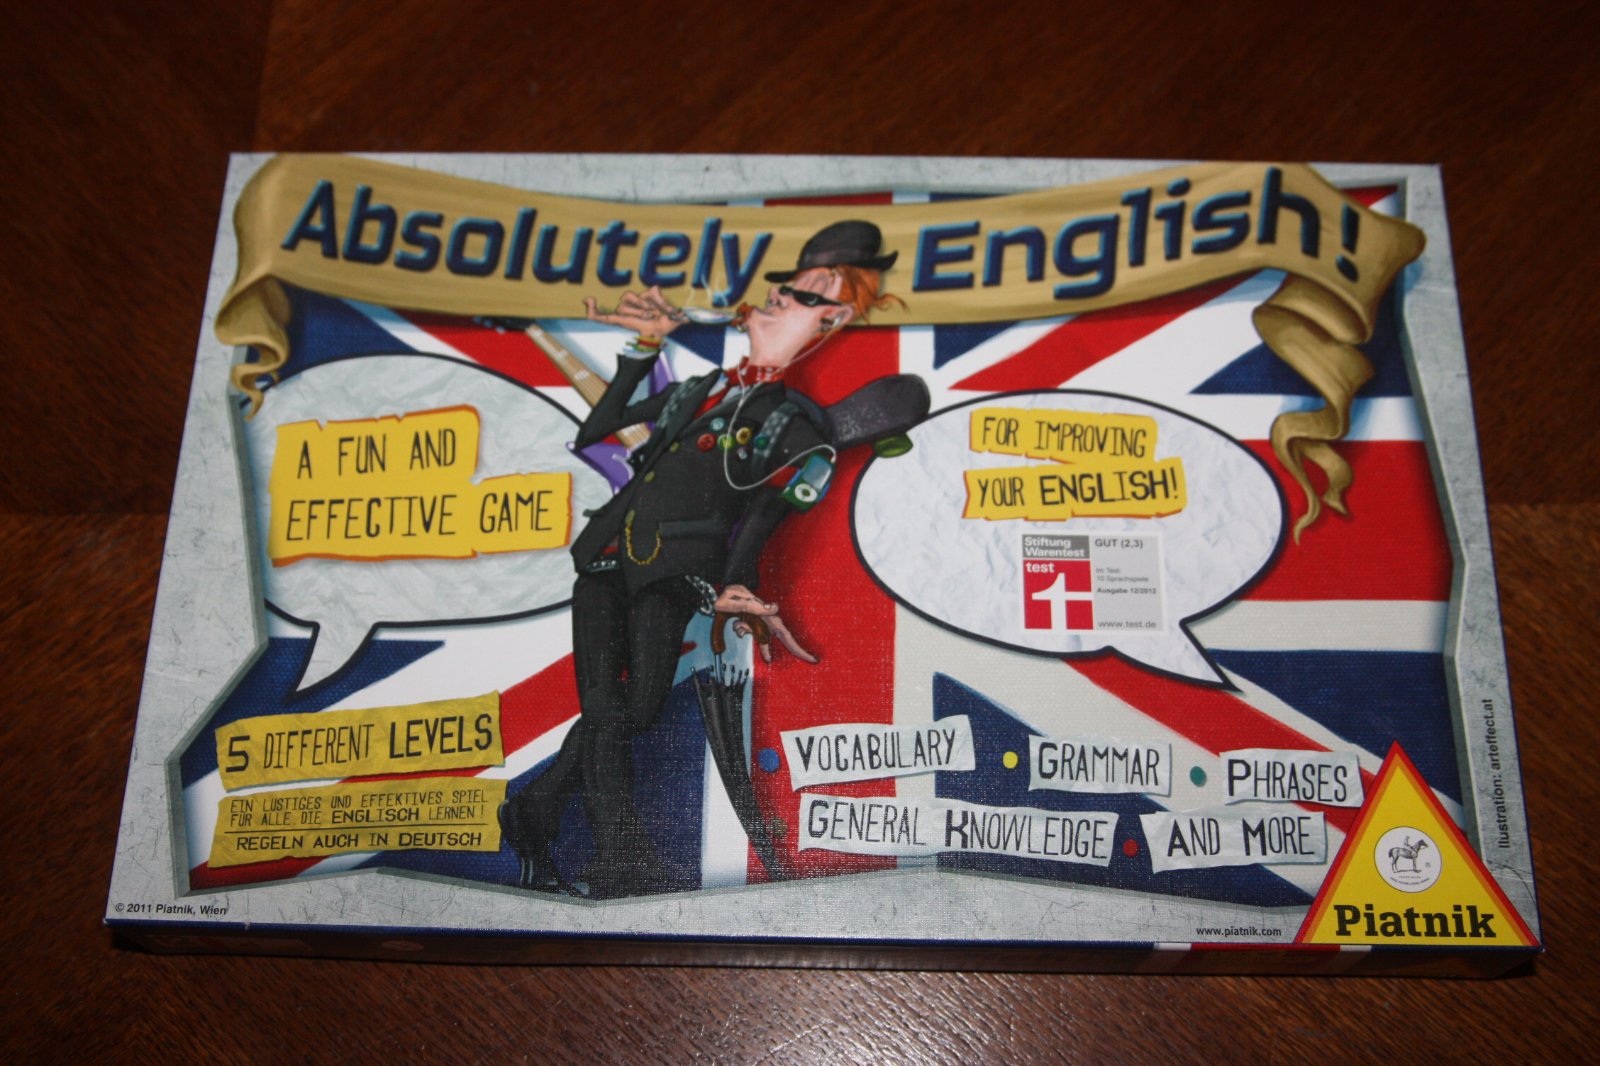 Absolutely English!
A FUN AND
EFFECTIVE GAME
FOR IMPROVING
YOUR ENGLISH!
Stiftung
Warentest
GUT (2,3)
test
Im Test:
10 Sprachspiele
Ausgabe 12/2012
www.test.de
5 DIFFERENT LEVELS
EIN LUSTIGES UND EFFEKTIVES SPIEL
FÜR ALLE, DIE ENGLISCH LERNEN!
REGELN AUCH IN DEUTSCH
VOCABULARY
GRAMMAR
PHRASES
GENERAL KNOWLEDGE
AND MORE
© 2011 Piatnik, Wien
www.piatnik.com
Piatnik
Illustration: arteffect.at